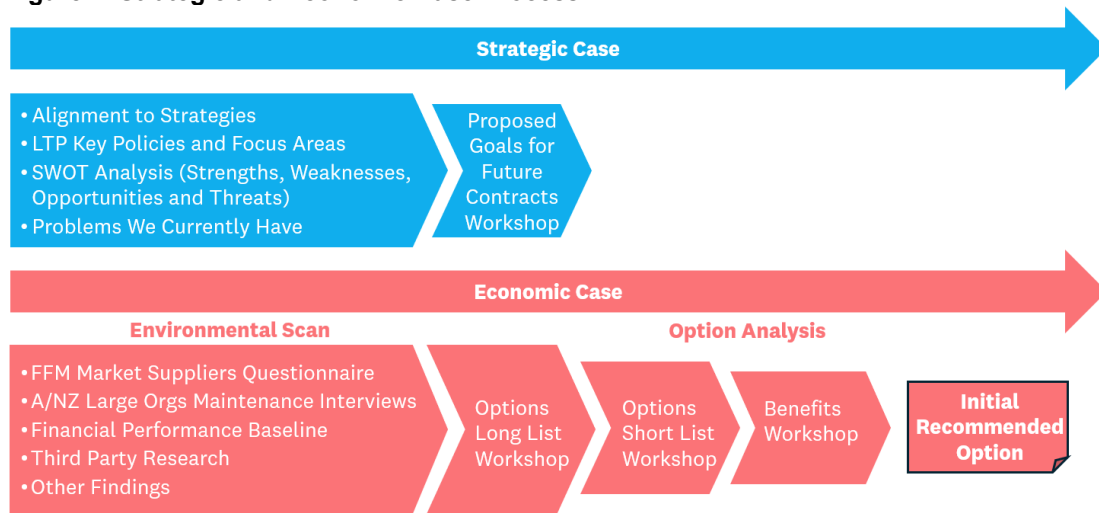 Strategic Case
• Alignment to Strategies
• LTP Key Policies and Focus Areas
• SWOT Analysis (Strengths, Weaknesses,
Opportunities and Threats)
• Problems We Currently Have
Proposed
Goals for
Future
Contracts
Workshop
Economic Case
Environmental Scan
Option Analysis
• FFM Market Suppliers Questionnaire
• A/NZ Large Orgs Maintenance Interviews
• Financial Performance Baseline
• Third Party Research
• Other Findings
Options
Long List
Workshop
Options
Short List
Workshop
Benefits
Workshop
Initial
Recommended
Option